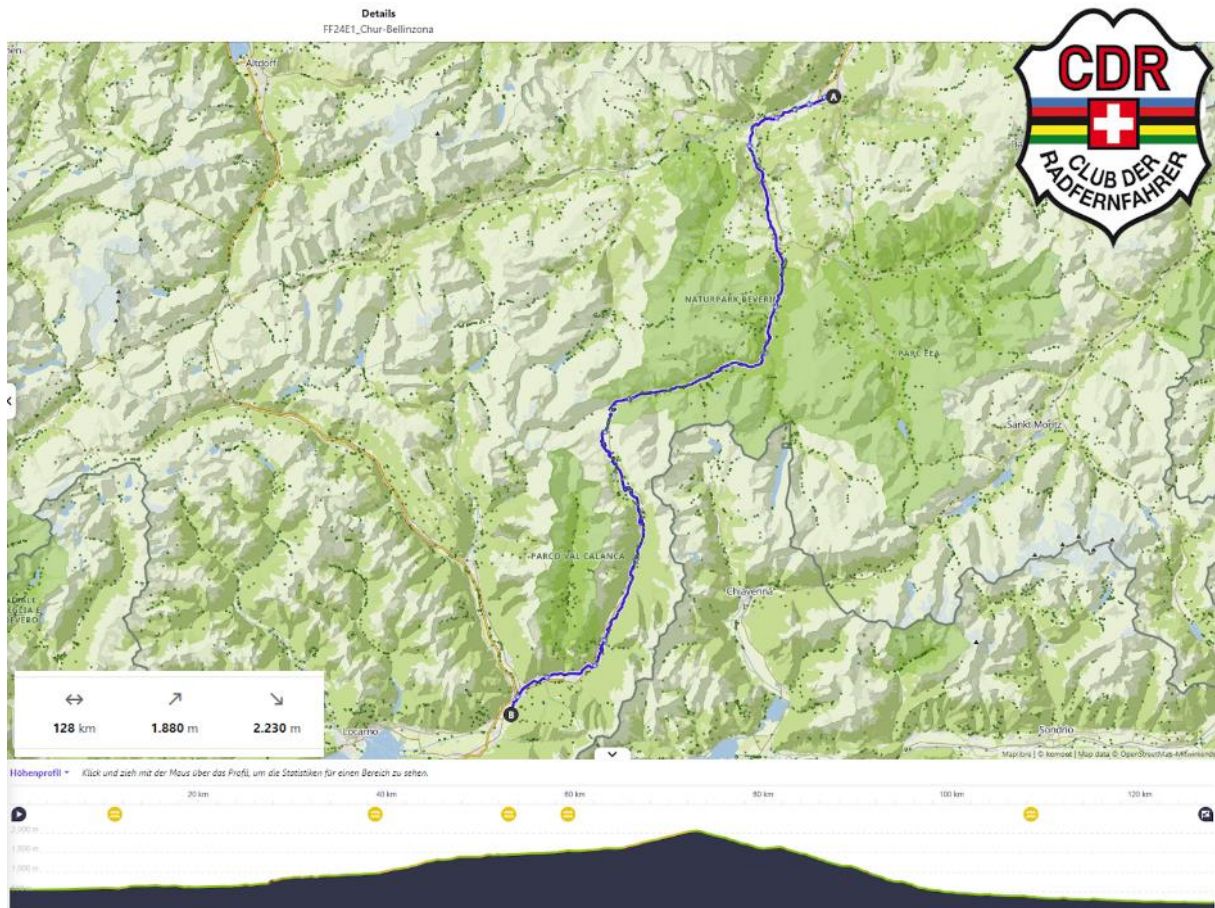 Details
FF24E1_Chur-Bellinzona
CDR
CLUB DER
RADFERNFAHRER
Altdorf
A
NATURPARK BEVERIN
PARC ELA
Sankt Moritz
PARCO VAL CALANCA
Chiavenna
B
Locarno
Sondrio
128 km
1.880 m
2.230 m
Höhenprofil
Klick und zieh mit der Maus über das Profil, um die Statistiken für einen Bereich zu sehen.
20 km
40 km
60 km
80 km
100 km
120 km
2,000 m
1,500 m
1,000 m